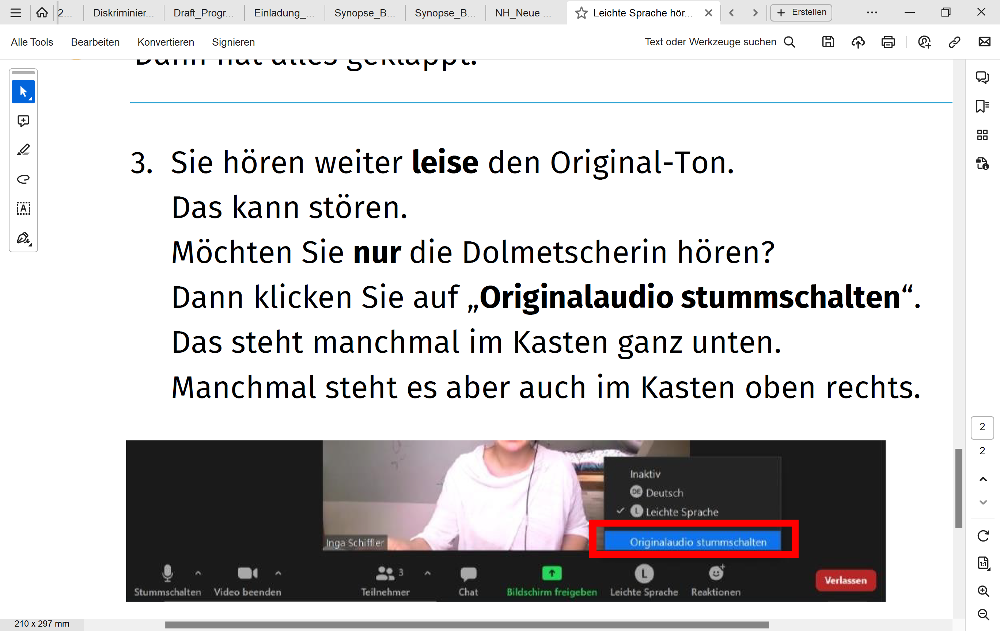 2...
Diskriminier...
Draft_Progr...
Einladung_...
Synopse_B...
Synopse_B...
NH_Neue ...
Leichte Sprache hör...
Erstellen
Alle Tools
Bearbeiten
Konvertieren
Signieren
Text oder Werkzeuge suchen
Dann hat alles geklappt.
3. Sie hören weiter leise den Original-Ton.
Das kann stören.
Möchten Sie nur die Dolmetscherin hören?
Dann klicken Sie auf „Originalaudio stummschalten“.
Das steht manchmal im Kasten ganz unten.
Manchmal steht es aber auch im Kasten oben rechts.
Inaktiv
DE Deutsch
L Leichte Sprache
Originalaudio stummschalten
Inga Schiffler
3
Stummschalten
Video beenden
Teilnehmer
Chat
Bildschirm freigeben
L
Leichte Sprache
Reaktionen
Verlassen
2
2
1:1
210 x 297 mm